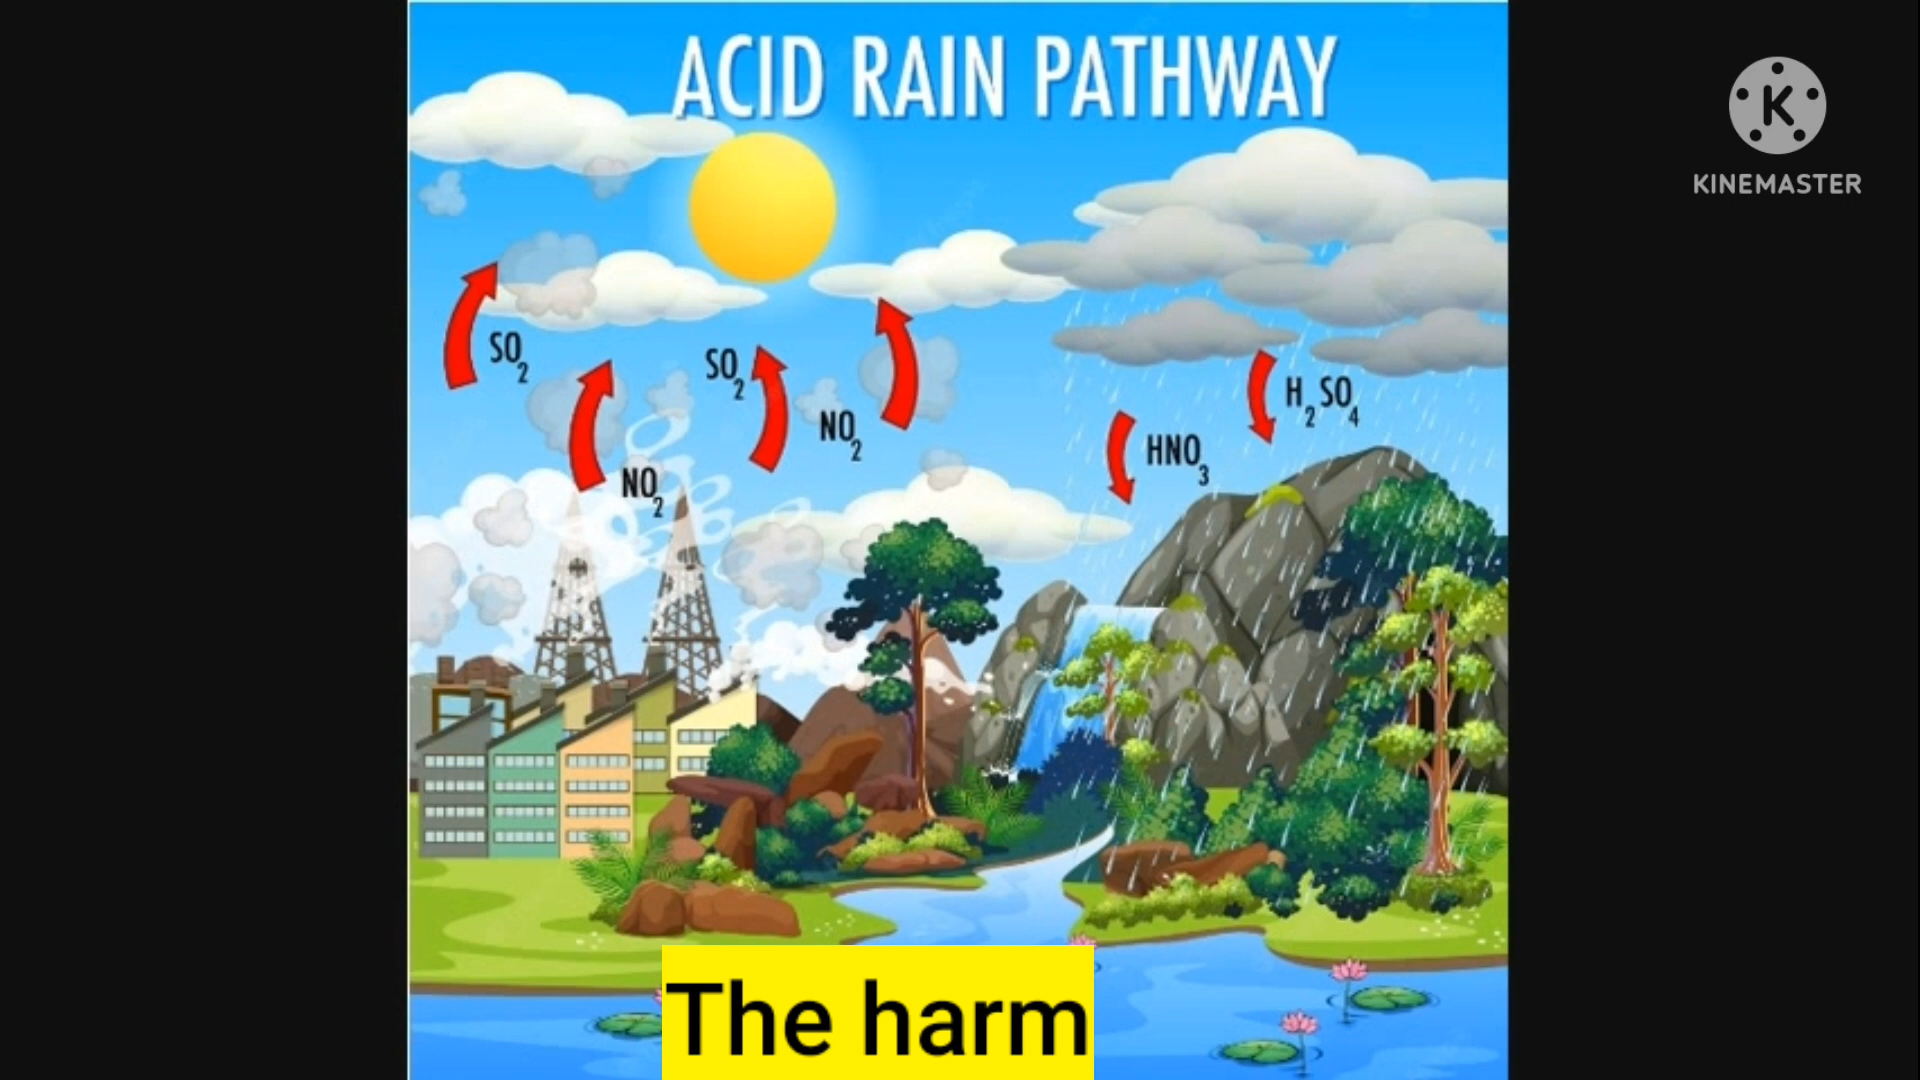 ACID RAIN PATHWAY
KINEMASTER
SO2
SO2
NO2
NO2
H2SO4
HNO3
The harm